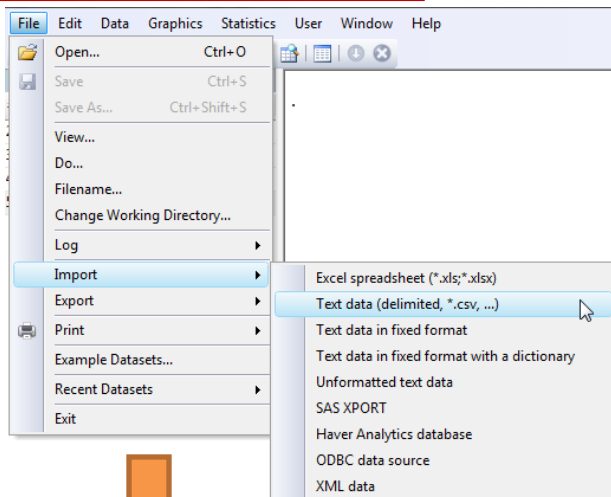 File Edit Data Graphics Statistics User Window Help
Open... Ctrl+O
Save Ctrl+S
Save As... Ctrl+Shift+S
.
View...
Do...
Filename...
Change Working Directory...
Log
Import
Export
Print
Example Datasets...
Recent Datasets
Exit
Excel spreadsheet (*.xls;*.xlsx)
Text data (delimited, *.csv, ...)
Text data in fixed format
Text data in fixed format with a dictionary
Unformatted text data
SAS XPORT
Haver Analytics database
ODBC data source
XML data